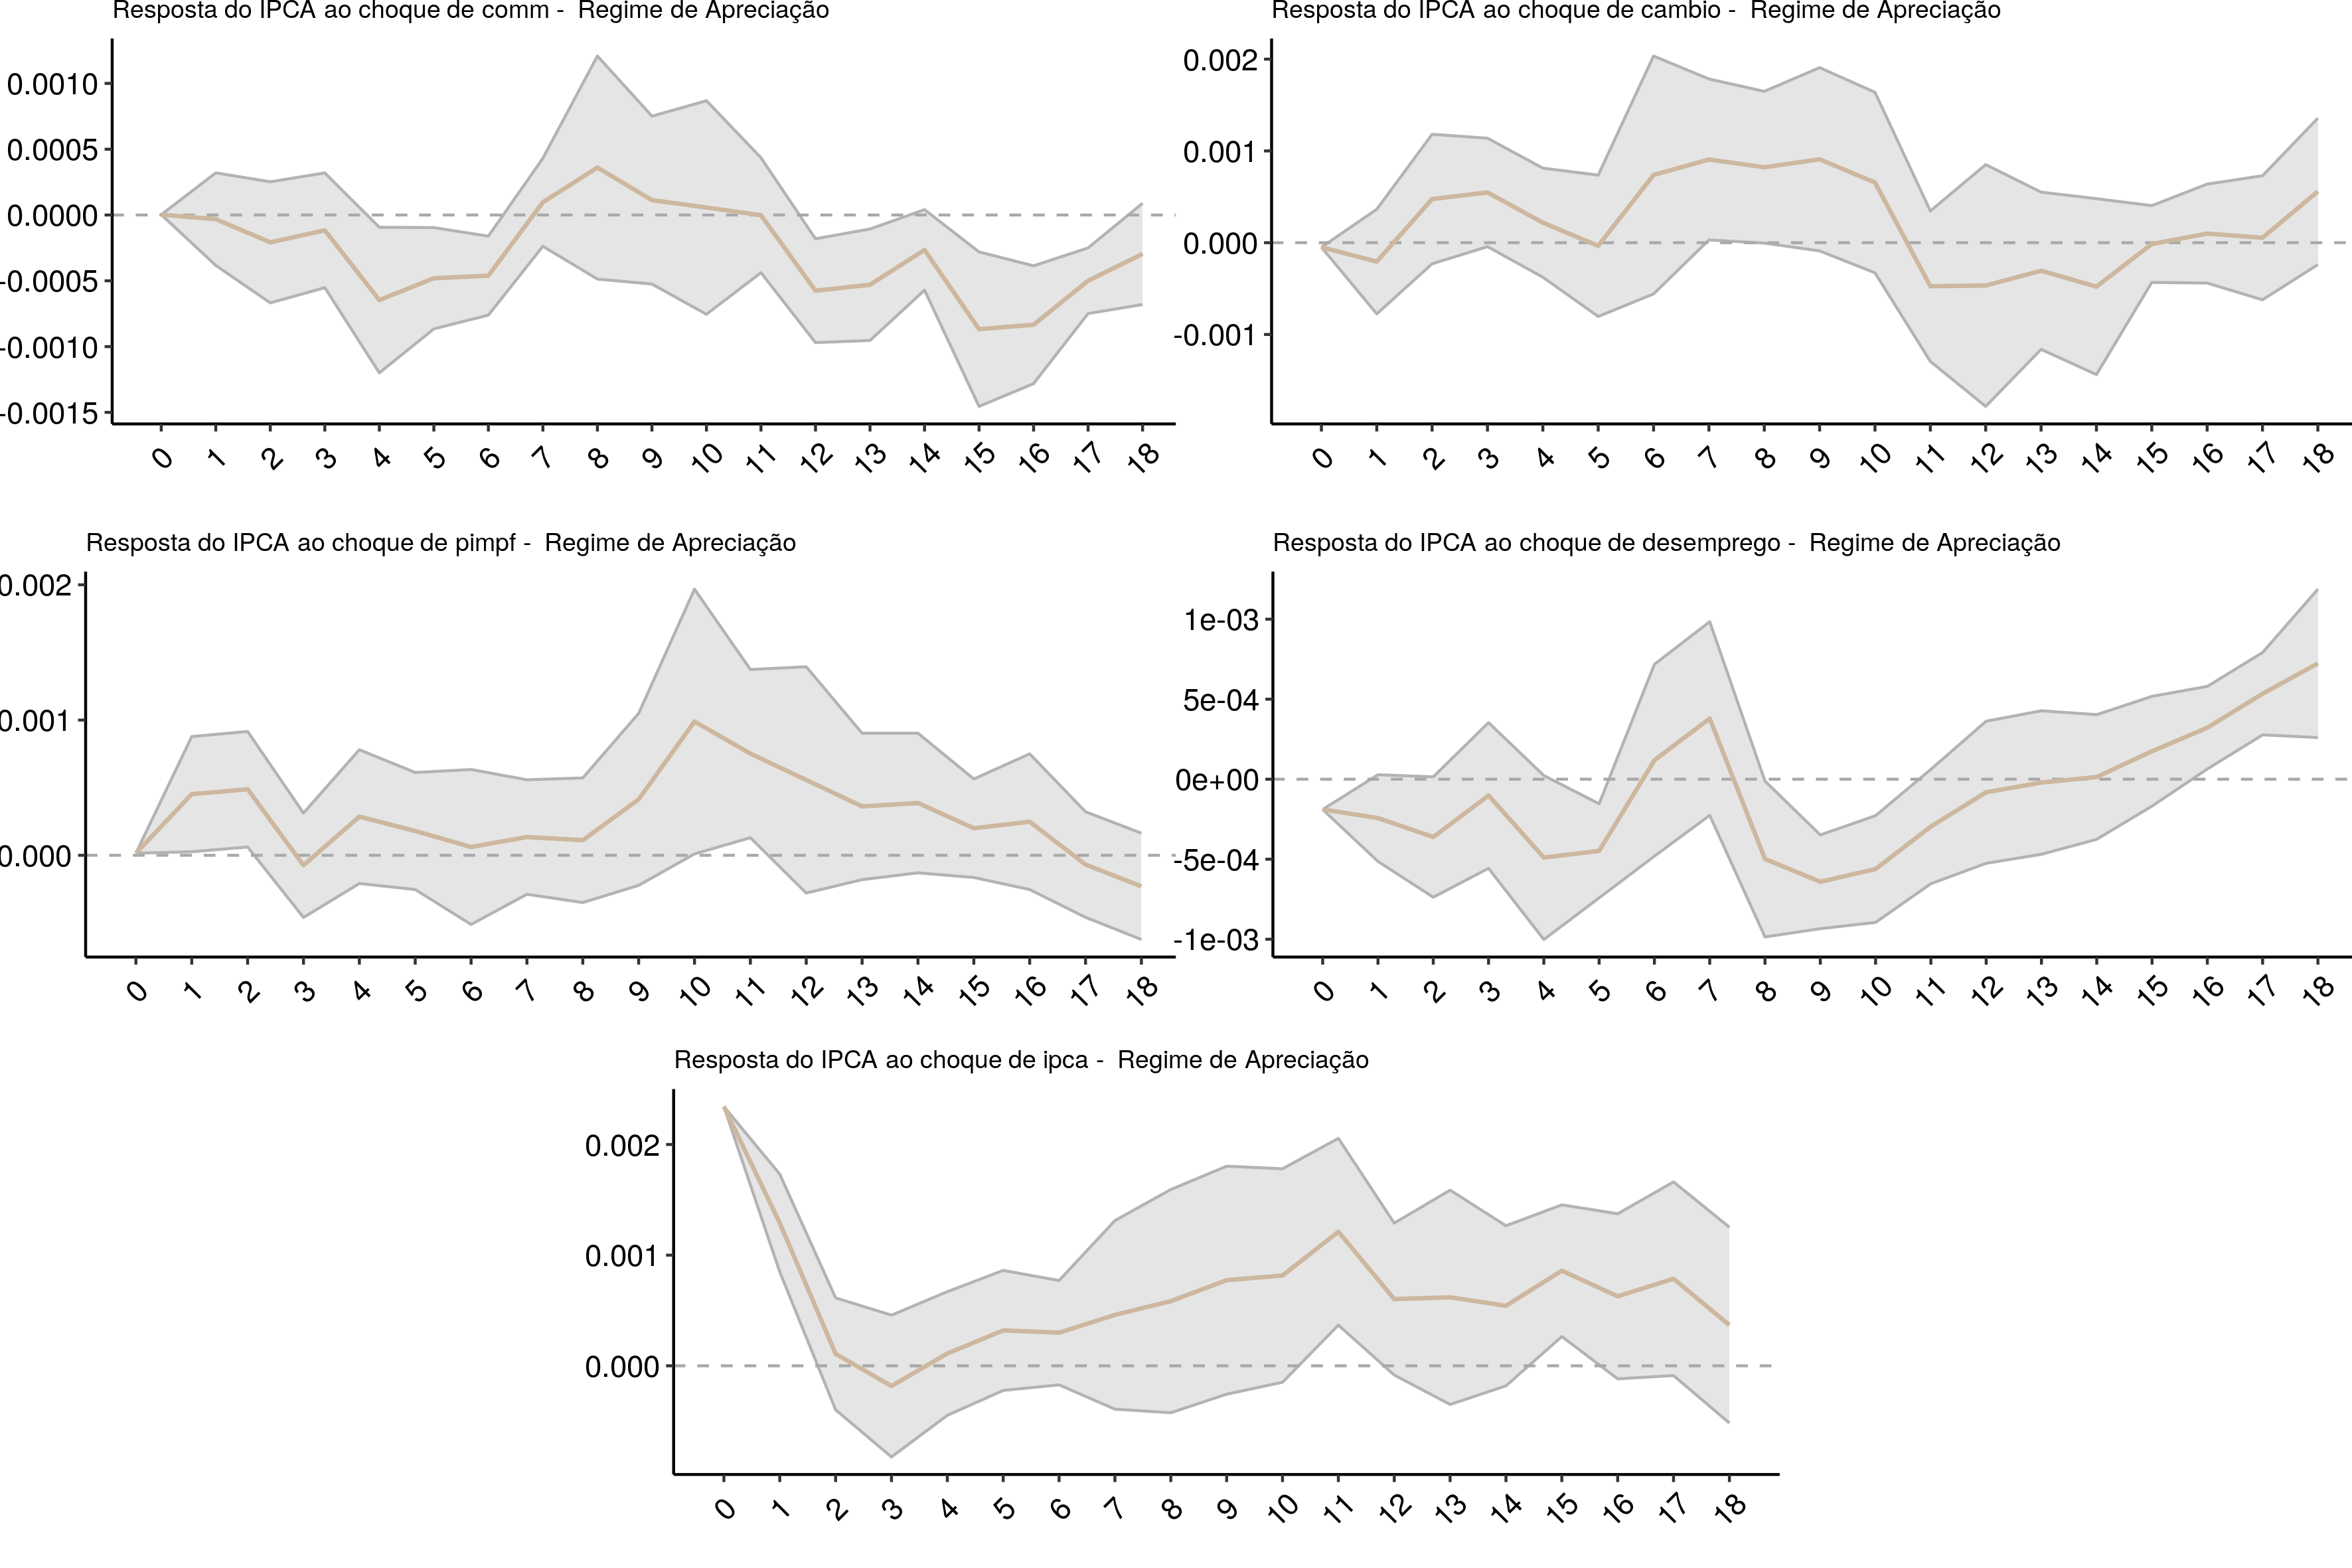 Resposta do IPCA ao choque de comm - Regime de Apreciação
0.0010
0.0005
0.0000
-0.0005
-0.0010
-0.0015
0 1 2 3 4 5 6 7 8 9 10 11 12 13 14 15 16 17 18
Resposta do IPCA ao choque de cambio - Regime de Apreciação
0.002
0.001
0.000
-0.001
0 1 2 3 4 5 6 7 8 9 10 11 12 13 14 15 16 17 18
Resposta do IPCA ao choque de pimpf - Regime de Apreciação
0.002
0.001
0.000
0 1 2 3 4 5 6 7 8 9 10 11 12 13 14 15 16 17 18
Resposta do IPCA ao choque de desemprego - Regime de Apreciação
1e-03
5e-04
0e+00
-5e-04
-1e-03
0 1 2 3 4 5 6 7 8 9 10 11 12 13 14 15 16 17 18
Resposta do IPCA ao choque de ipca - Regime de Apreciação
0.002
0.001
0.000
0 1 2 3 4 5 6 7 8 9 10 11 12 13 14 15 16 17 18